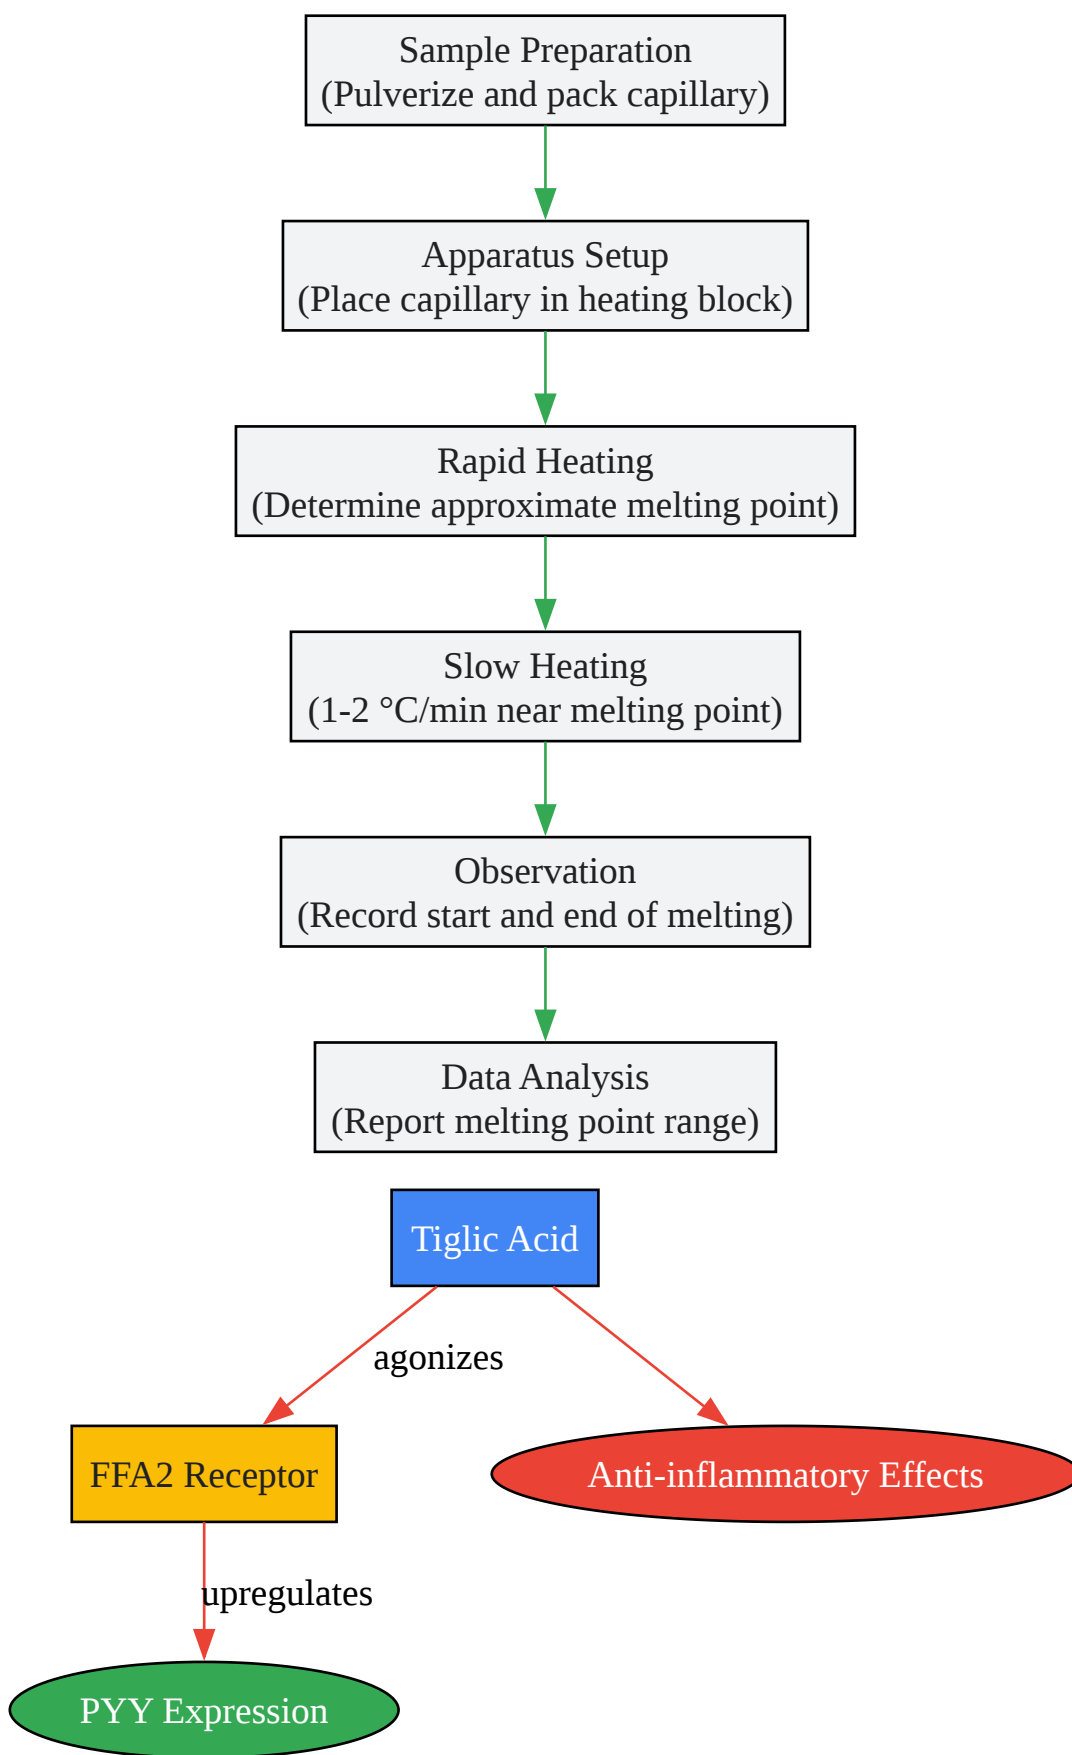 Sample Preparation
(Pulverize and pack capillary)
Apparatus Setup
(Place capillary in heating block)
Rapid Heating
(Determine approximate melting point)
Slow Heating
(1-2 °C/min near melting point)
Observation
(Record start and end of melting)
Data Analysis
(Report melting point range)
Tiglic Acid
agonizes
FFA2 Receptor
Anti-inflammatory Effects
upregulates
PYY Expression